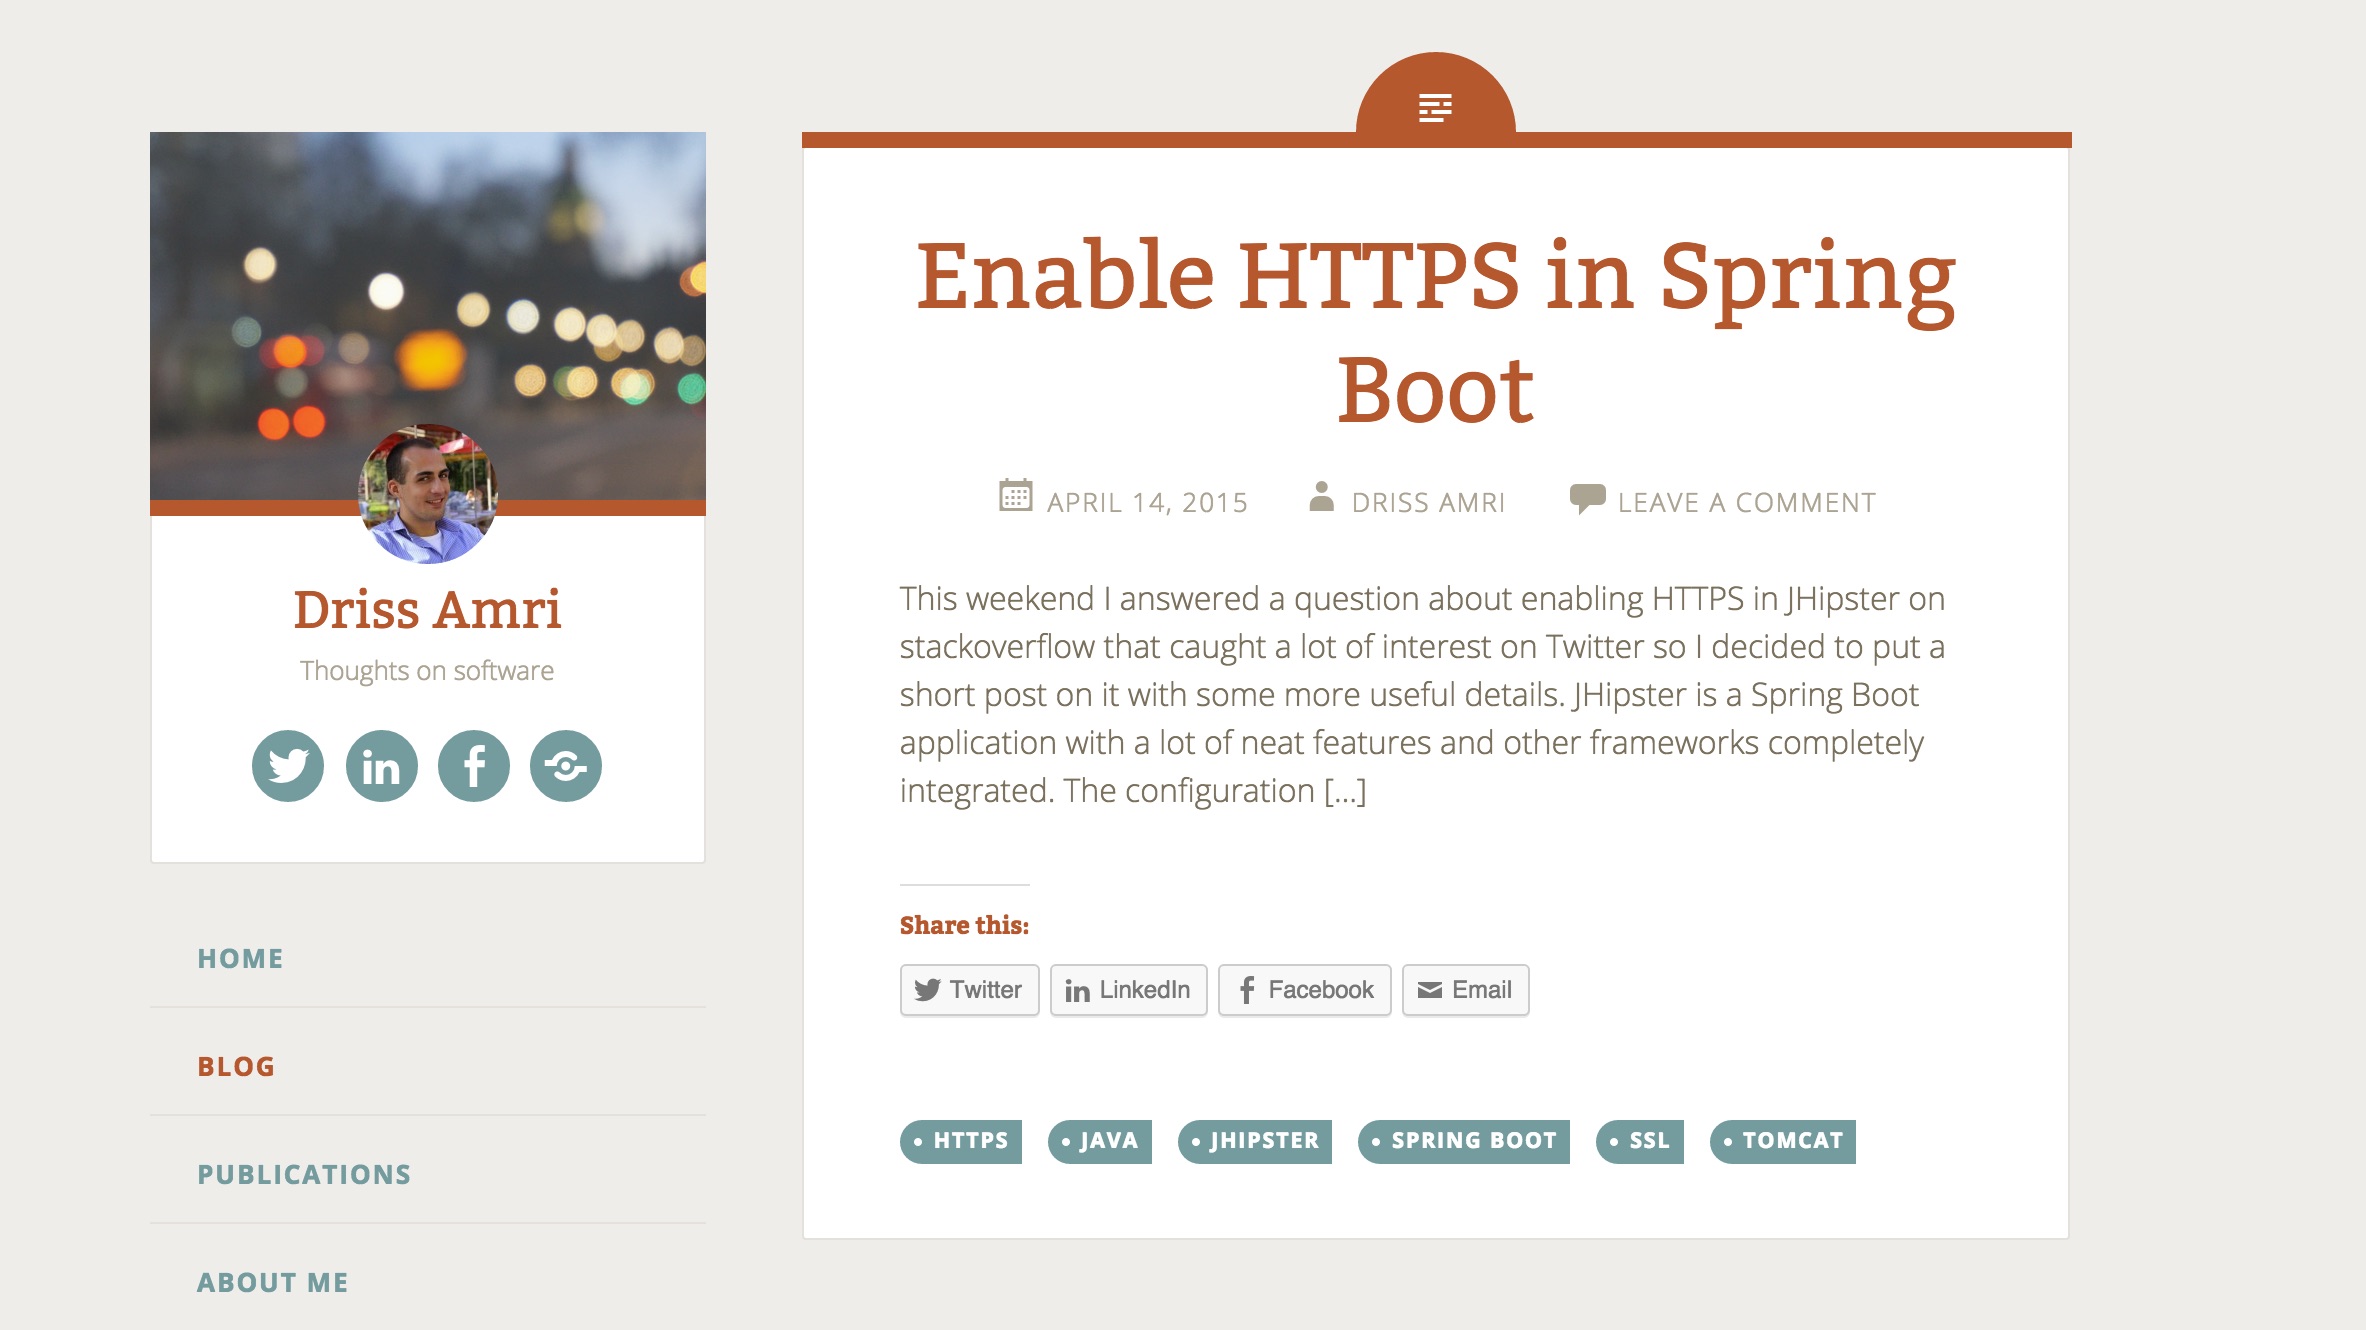 Driss Amri
Thoughts on software
HOME
BLOG
PUBLICATIONS
ABOUT ME
Enable HTTPS in Spring
Boot
APRIL 14, 2015 DRISS AMRI LEAVE A COMMENT
This weekend I answered a question about enabling HTTPS in JHipster on
stackoverflow that caught a lot of interest on Twitter so I decided to put a
short post on it with some more useful details. JHipster is a Spring Boot
application with a lot of neat features and other frameworks completely
integrated. The configuration [...]
Share this:
Twitter LinkedIn Facebook Email
HTTPS JAVA JHIPSTER SPRING BOOT SSL TOMCAT